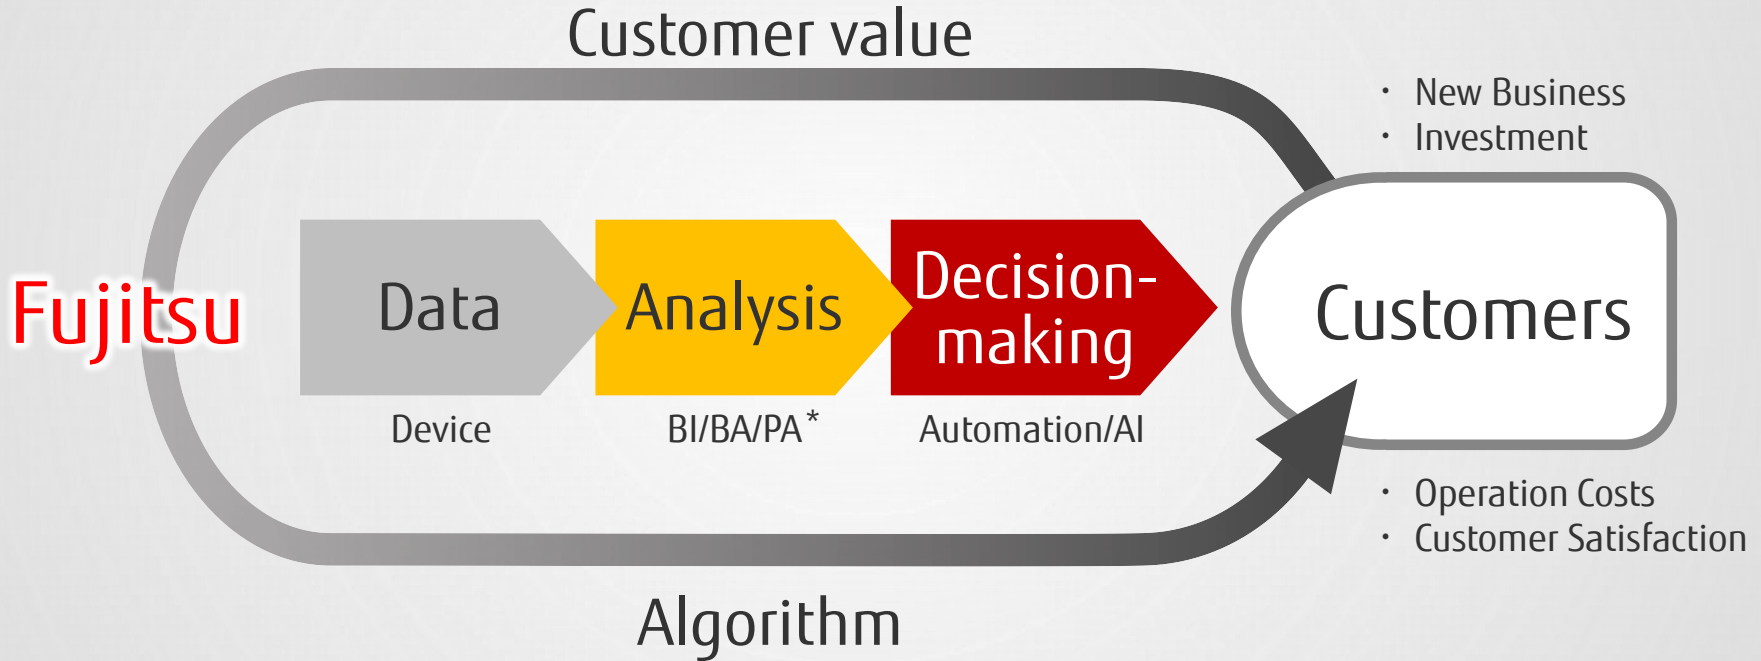 Customer value
・ New Business
・ Investment
Fujitsu
Data
Analysis
Decision-
making
Customers
Device
BI/BA/PA*
Automation/AI
・ Operation Costs
・ Customer Satisfaction
Algorithm